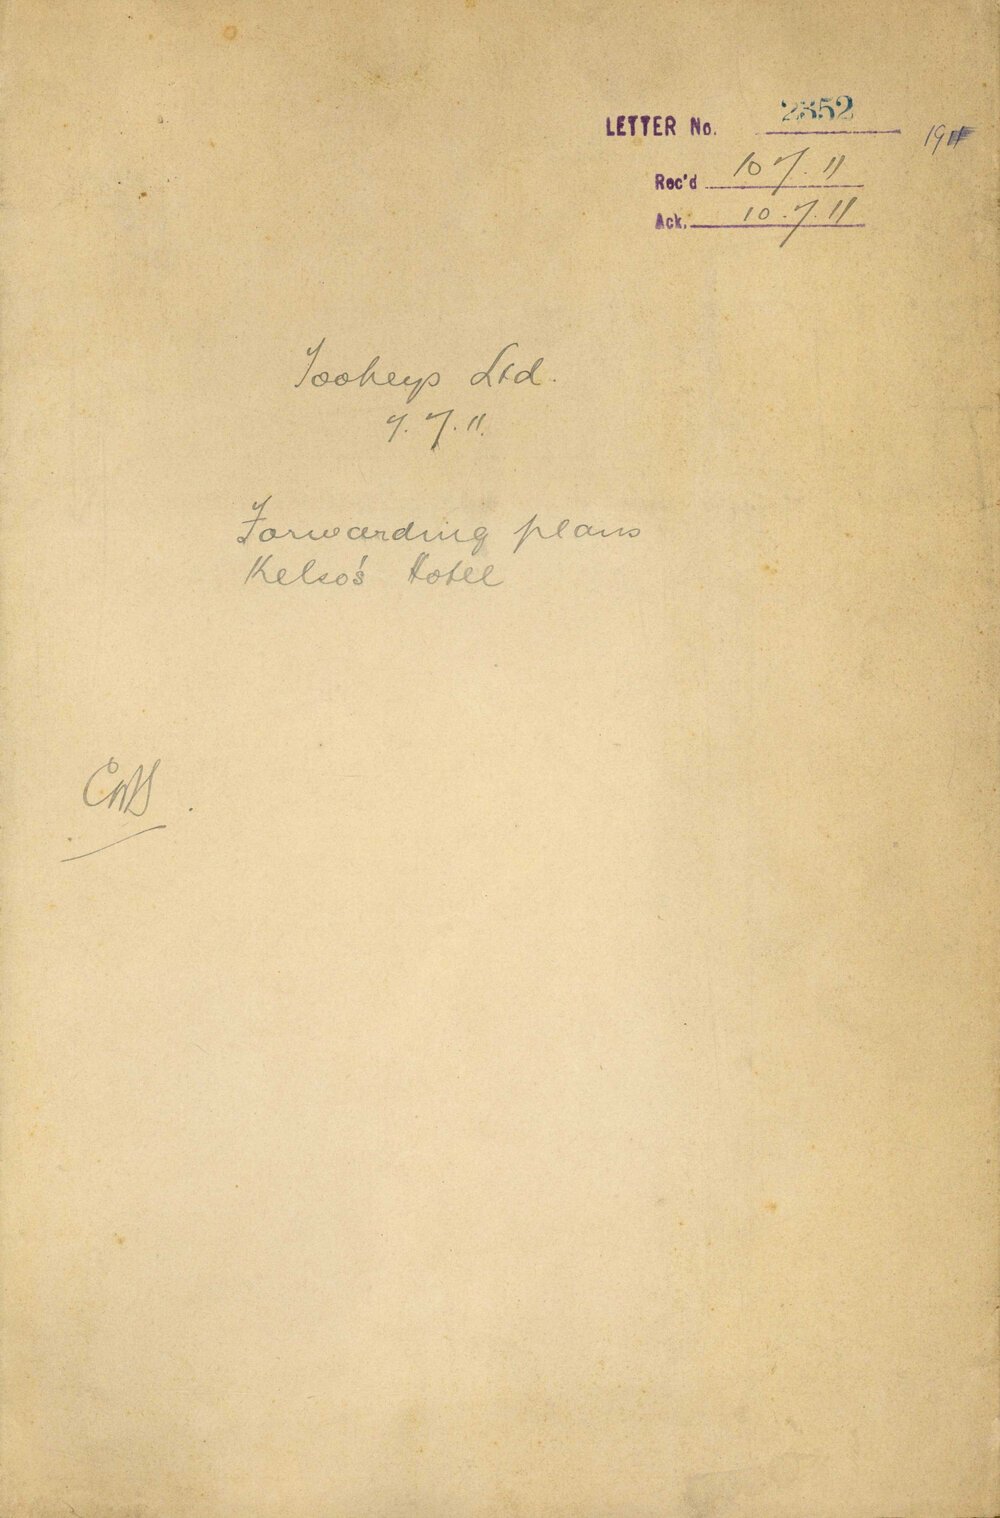 LETTER No. 2352 1911
Rec'd 10.7.11
Ack. 10.7.11
Tooheys Ltd.
7.7.11.
Forwarding plans
Kelso's Hotel